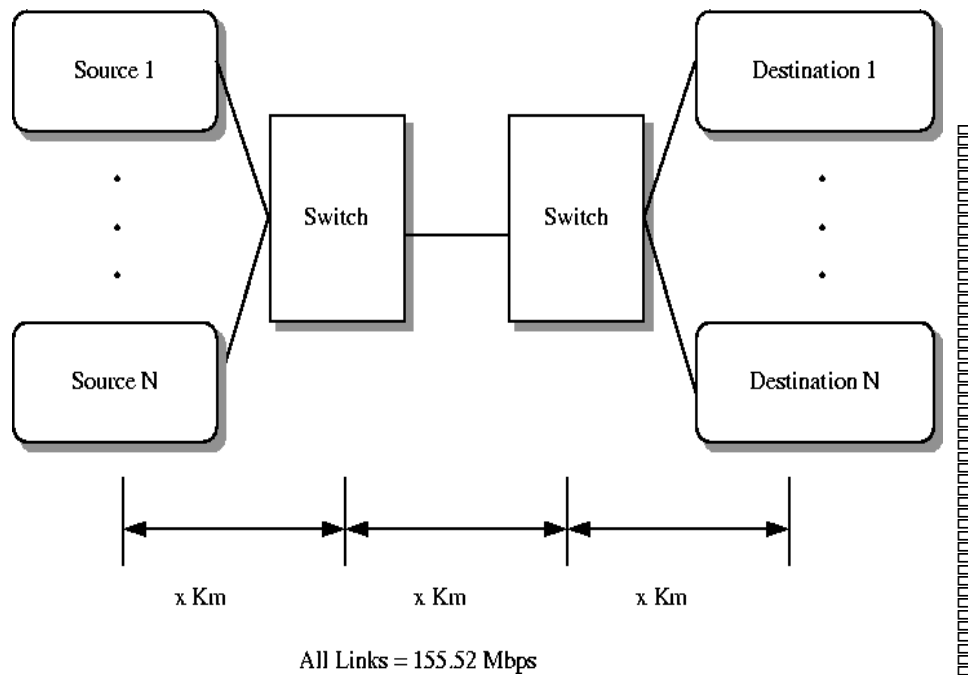 Source 1
Destination 1
Switch
Switch
Source N
Destination N
x Km
x Km
x Km
All Links = 155.52 Mbps